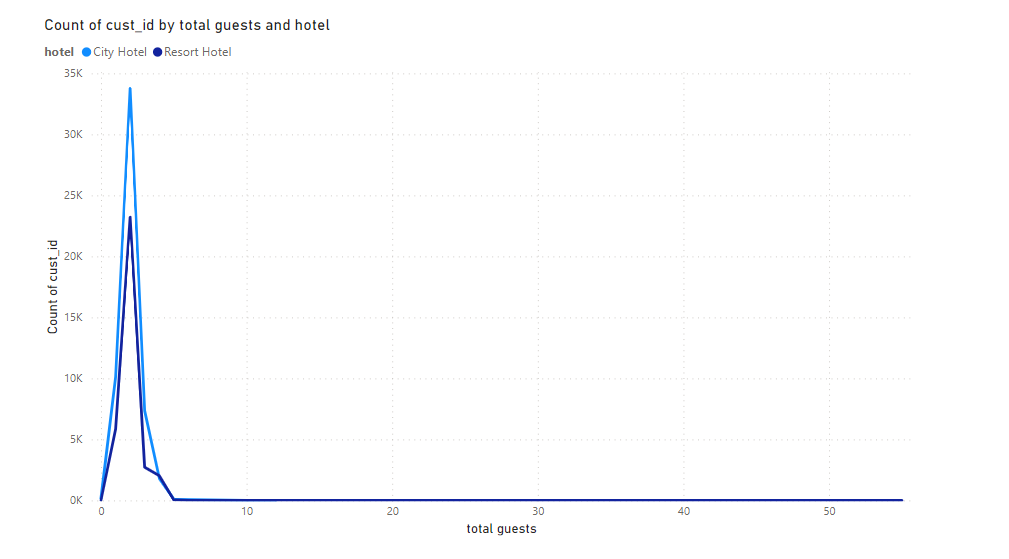 Count of cust_id by total guests and hotel
hotel City Hotel Resort Hotel
35K
30K
25K
20K
15K
10K
5K
0K
Count of cust_id
0 10 20 30 40 50
total guests